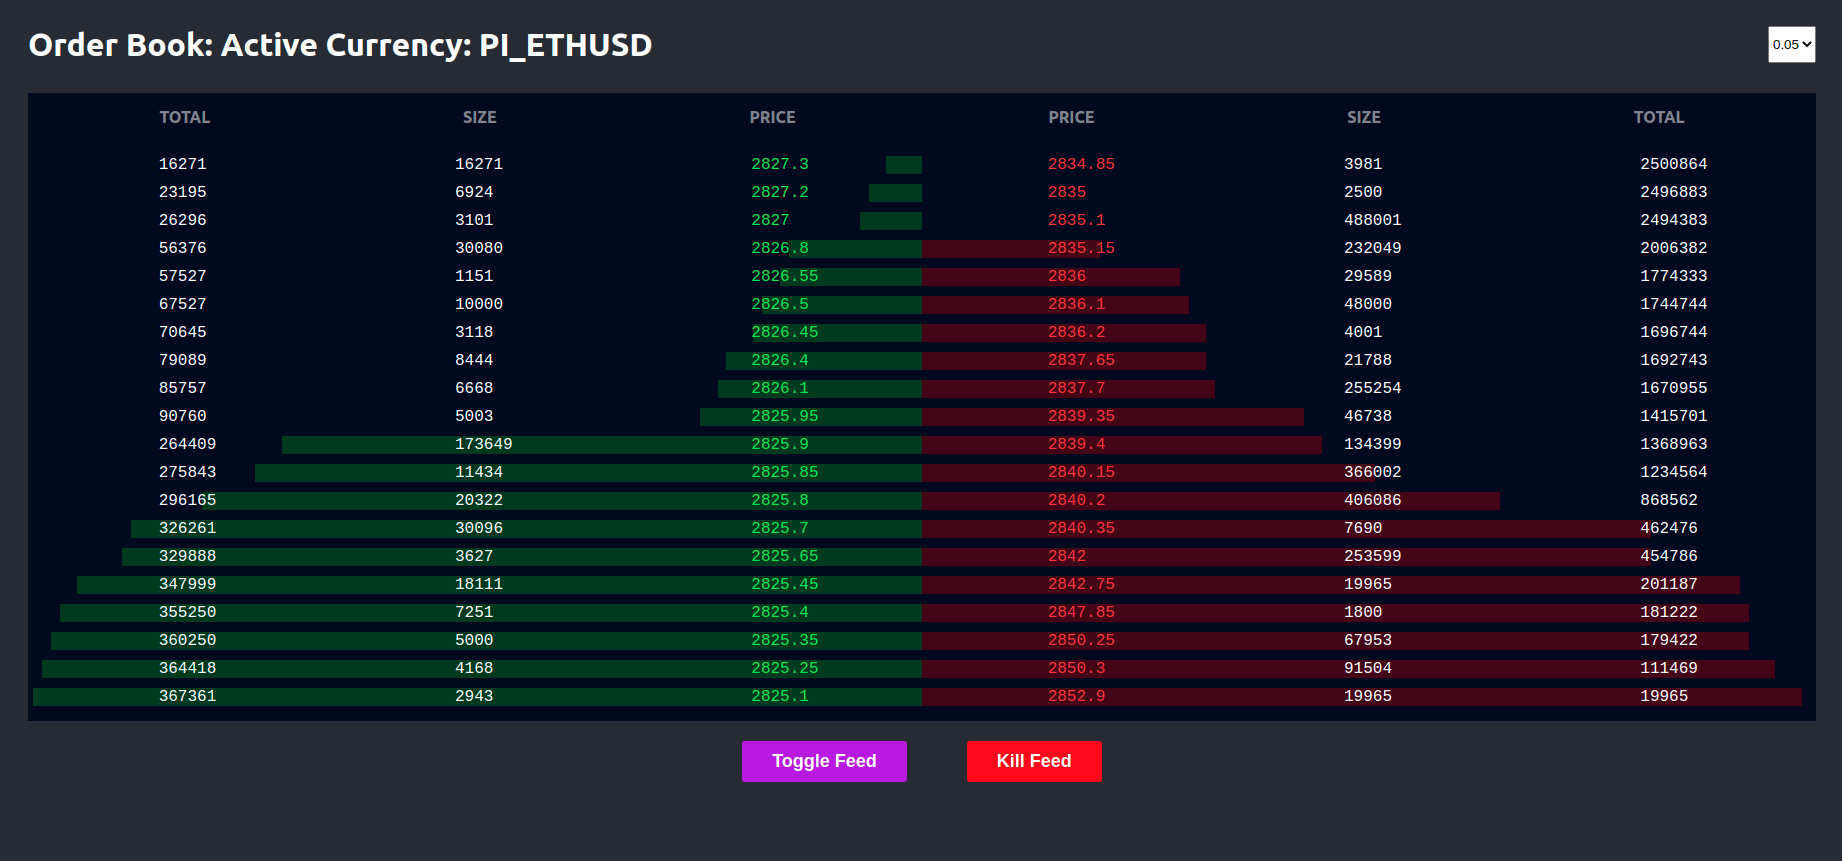 Order Book: Active Currency: PI_ETHUSD 0.05
TOTAL SIZE PRICE PRICE SIZE TOTAL
16271 16271 2827.3 2834.85 3981 2500864
23195 6924 2827.2 2835 2500 2496883
26296 3101 2827 2835.1 488001 2494383
56376 30080 2826.8 2835.15 232049 2006382
57527 1151 2826.55 2836 29589 1774333
67527 10000 2826.5 2836.1 48000 1744744
70645 3118 2826.45 2836.2 4001 1696744
79089 8444 2826.4 2837.65 21788 1692743
85757 6668 2826.1 2837.7 255254 1670955
90760 5003 2825.95 2839.35 46738 1415701
264409 173649 2825.9 2839.4 134399 1368963
275843 11434 2825.85 2840.15 366002 1234564
296165 20322 2825.8 2840.2 406086 868562
326261 30096 2825.7 2840.35 7690 462476
329888 3627 2825.65 2842 253599 454786
347999 18111 2825.45 2842.75 19965 201187
355250 7251 2825.4 2847.85 1800 181222
360250 5000 2825.35 2850.25 67953 179422
364418 4168 2825.25 2850.3 91504 111469
367361 2943 2825.1 2852.9 19965 19965
Toggle Feed Kill Feed